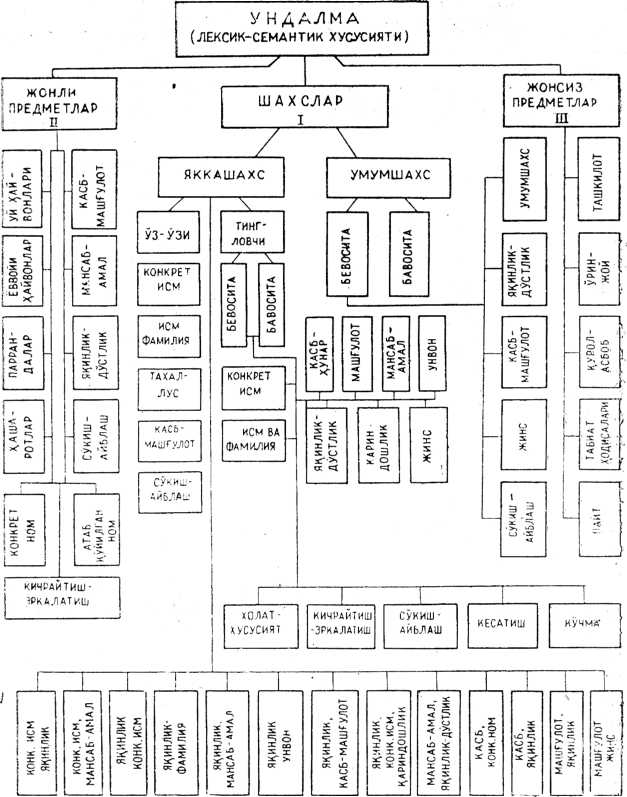 УНДАЛМА
(ЛЕКСИК-СЕМАНТИК ХУСУСИЯТИ)
ЖОНЛИ
ПРЕДМЕТЛАР
II
ШАХСЛАР
I
ЖОНСИЗ
ПРЕДМЕТЛАР
III
УЙ ҲАЙ-
ВОНЛАРИ
ЁВВОЙИ
ҲАЙВОНЛАР
ПАРРАН-
ДАЛАР
ҲАША-
РОТЛАР
КОНКРЕТ
НОМ
КАСБ-
МАШҒУЛОТ
МАНСАБ-
АМАЛ
ЯҚИНЛИК-
ДЎСТЛИК
СЎКИШ-
АЙБЛАШ
АТАБ
ҚЎЙИЛГАН
НОМ
КИЧРАЙТИШ-
ЭРКАЛАТИШ
ЯККАШАХС
УМУМШАХС
ЎЗ-ЎЗИ
КОНКРЕТ
ИСМ
ИСМ
ФАМИЛИЯ
ТАХАЛ-
ЛУС
КАСБ-
МАШҒУЛОТ
СЎКИШ-
АЙБЛАШ
ТИНГ-
ЛОВЧИ
БЕВОСИТА
БАВОСИТА
КОНКРЕТ
ИСМ
ИСМ ВА
ФАМИЛИЯ
БЕВОСИТА
БАВОСИТА
КАСБ-
ҲУНАР
МАШҒУЛОТ
МАНСАБ-
АМАЛ
УНВОН
ЯҚИНЛИК-
ДЎСТЛИК
КАРИН-
ДОШЛИК
ЖИНС
УМУМШАХС
ЯҚИНЛИК-
ДЎСТЛИК
КАСБ-
МАШҒУЛОТ
ЖИНС
СЎКИШ-
АЙБЛАШ
ТАШКИЛОТ
ЎРИН-
ЖОЙ
ҚУРОЛ-
АСБОБ
ТАБИАТ
ҲОДИСАЛАРИ
ПАЙТ
ХОЛАТ-
ХУСУСИЯТ
КИЧРАЙТИШ
-ЭРКАЛАТИШ
СЎКИШ-
АЙБЛАШ
КЕСАТИШ
КЎЧМА
КОНК. ИСМ
ЯҚИНЛИК
КОНК. ИСМ,
МАНСАБ-АМАЛ
ЯҚИНЛИК
КОНК. ИСМ
ЯҚИНЛИК-
ФАМИЛИЯ
ЯҚИНЛИК,
МАНСАБ-АМАЛ
ЯҚИНЛИК
УНВОН
ЯҚИНЛИК,
КАСБ-МАШҒУЛОТ
ЯҚИНЛИК,
КОНК. ИСМ,
ҚАРИНДОШЛИК
МАНСАБ-АМАЛ,
ЯҚИНЛИК-ДЎСТЛИК
КАСБ,
КОНК. НОМ
КАСБ,
ЯҚИНЛИК
МАШҒУЛОТ,
ЯҚИНЛИК
МАШҒУЛОТ
ЖИНС